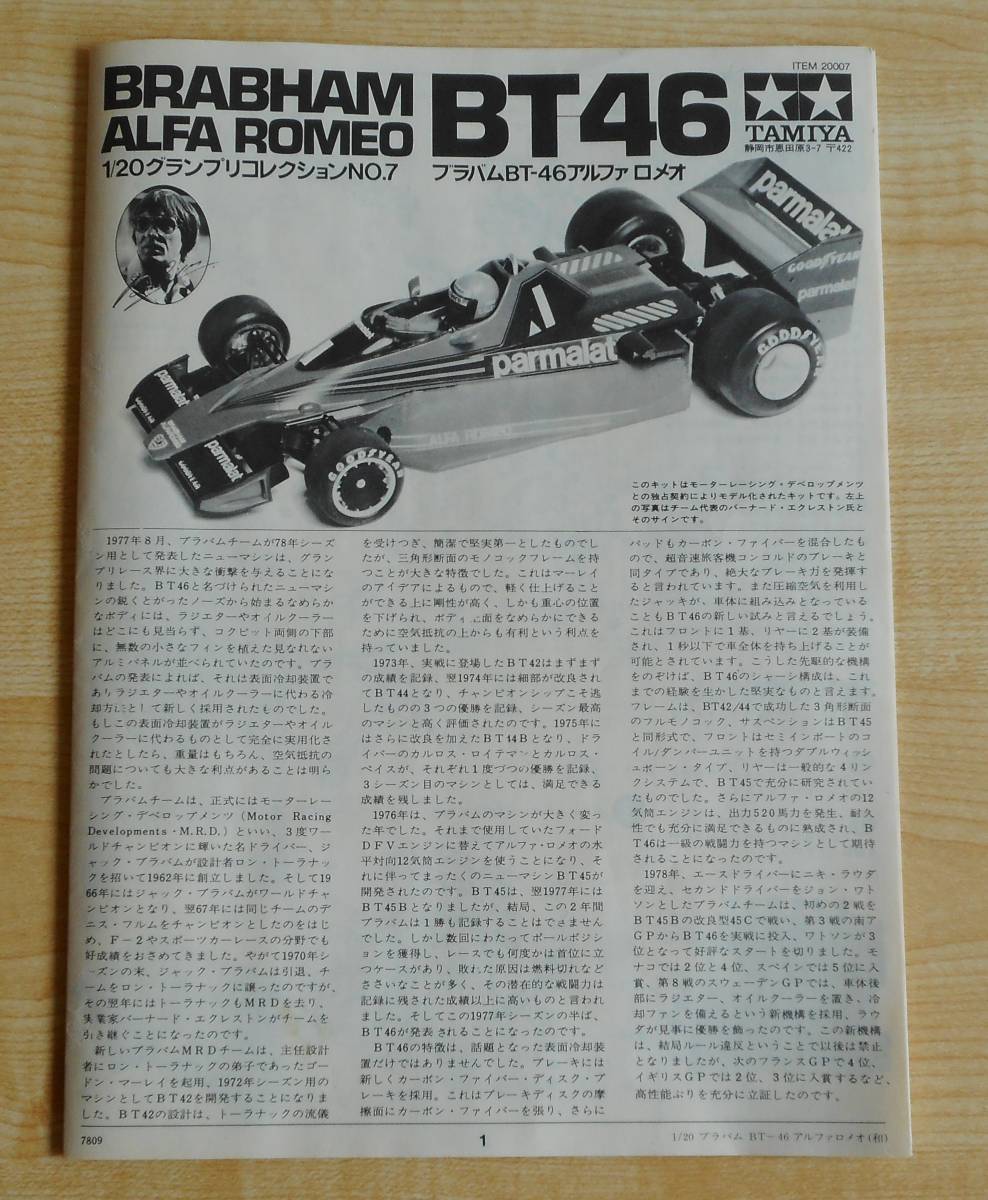 ITEM 20007
BRABHAM
ALFA ROMEO
BT-46
TAMIYA
静岡市恩田原3-7 〒422
1/20グランプリコレクションNO.7
ブラバムBT-46アルファ ロメオ
parmalat
GOODYEAR
parmalat
parmalat
GOODYEAR
ALFA ROMEO
parmalat
GOODYEAR
parmalat
GOODYEAR
GOODYEAR
このキットはモーターレーシング・デベロップメンツ
との独占契約によりモデル化されたキットです。左上
の写真はチーム代表のバーナード・エクレストン氏と
そのサインです。
1977年8月、ブラバムチームが78年シーズ
ン用として発表したニューマシンは、グラン
プリレース界に大きな衝撃を与えることにな
りました。BT46と名づけられたニューマシ
ンの鋭くとがったノーズから始まるなめらか
なボディには、ラジエターやオイルクーラー
はどこにも見当らず、コクピット両側の下部
に、無数の小さなフィンを植えた見なれない
アルミパネルが並べられていたのです。ブラ
バムの発表によれば、それは表面冷却装置で
ありラジエターやオイルクーラーに代わる冷
却方にとして新しく採用されたものでした。
もしこの表面冷却装置がラジエターやオイル
クーラーに代わるものとして完全に実用化さ
れたとしたら、重量はもちろん、空気抵抗の
問題についても大きな利点があることは明ら
かでした。
ブラバムチームは、正式にはモーターレー
シング・デベロップメンツ (Motor Racing
Developments・M.R.D.) といい、3度ワー
ルドチャンピオンに輝いた名ドライバー、ジ
ャック・ブラバムが設計者ロン・トーラナッ
クを招いて1962年に創立しました。そして19
66年にはジャック・ブラバムがワールドチャ
ンピオンとなり、翌67年には同じチームのデ
ニス・フルムをチャンピオンとしたのをはじ
め、F-2やスポーツカーレースの分野でも
好成績をおさめてきました。やがて1970年シ
ーズンの末、ジャック・ブラバムは引退、チ
ームをロン・トーラナックに譲ったのですが、
その翌年にはトーラナックもMRDを去り、
実業家バーナード・エクレストンがチームを
引き継ぐことになったのです。
新しいブラバムMRDチームは、主任設計
者にロン・トーラナックの弟子であったゴー
ドン・マーレイを起用、1972年シーズン用の
マシンとしてBT42を開発することになりま
した。BT42の設計は、トーラナックの流儀
を受けつぎ、簡潔で堅実第一としたものでし
たが、三角形断面のモノコックフレームを持
つことが大きな特徴でした。これはマーレイ
のアイデアによるもので、軽く仕上げること
ができる上に剛性が高く、しかも重心の位置
を下げられ、ボディ上面をなめらかにできる
ために空気抵抗の上からも有利という利点を
持っていました。
1973年、実戦に登場したBT42はまずまず
の成績を記録、翌1974年には細部が改良され
てBT44となり、チャンピオンシップこそ逃
したものの3つの優勝を記録、シーズン最高
のマシンと高く評価されたのです。1975年に
はさらに改良を加えたBT44Bとなり、ドラ
イバーのカルロス・ロイテマンとカルロス・
ペイスが、それぞれ1度づつの優勝を記録、
3シーズン目のマシンとしては、満足できる
成績を残しました。
1976年は、ブラバムのマシンが大きく変っ
た年でした。それまで使用していたフォード
DFVエンジンに替えてアルファ・ロメオの水
平対向12気筒エンジンを使うことになり、そ
れに伴ってまったくのニューマシンBT45が
開発されたのです。BT45は、翌1977年には
BT45Bとなりましたが、結局、この2年間
ブラバムは1勝も記録することはできません
でした。しかし数回にわたってポールポジシ
ョンを獲得し、レースでも何度かは首位に立
つケースがあり、敗れた原因は燃料切れなど
ささいなことが多く、その潜在的な戦闘力は
記録に残された成績以上に高いものと言われ
ました。そしてこの1977年シーズンの半ば、
BT46が発表されることになったのです。
BT46の特徴は、話題となった表面冷却装
置だけではありませんでした。ブレーキには
新しくカーボン・ファイバー・ディスク・ブ
レーキを採用。これはブレーキディスクの摩
擦面にカーボン・ファイバーを張り、さらに
パッドもカーボン・ファイバーを混合したも
ので、超音速旅客機コンコルドのブレーキと
同タイプであり、絶大なブレーキ力を発揮す
ると言われています。また圧縮空気を利用し
たジャッキが、車体に組み込みとなっている
こともBT46の新しい試みと言えるでしょう。
これはフロントに1基、リヤーに2基が装備
され、1秒以下で車全体を持ち上げることが
可能とされています。こうした先駆的な機構
をのぞけば、BT46のシャーシ構成は、これ
までの経験を生かした堅実なものと言えます。
フレームは、BT42/44で成功した3角形断面
のフルモノコック、サスペンションはBT45
と同形式で、フロントはセミインボートのコ
イル/ダンパーユニットを持つダブルウィッシ
ュボーン・タイプ、リヤーは一般的な4リン
クシステムで、BT45で充分に研究されてい
たものでした。さらにアルファ・ロメオの12
気筒エンジンは、出力520馬力を発生、耐久
性でも充分に満足できるものに熟成され、B
T46は一級の戦闘力を持つマシンとして期待
されることになったのです。
1978年、エースドライバーにニキ・ラウダ
を迎え、セカンドドライバーをジョン・ワト
ソンとしたブラバムチームは、初めの2戦を
BT45Bの改良型45Cで戦い、第3戦の南ア
GPからBT46を実戦に投入、ワトソンが3
位となって好評なスタートを切りました。モ
ナコでは2位と4位、スペインでは5位に入
賞、第8戦のスウェーデンGPでは、車体後
部にラジエター、オイルクーラーを置き、冷
却ファンを備えるという新機構を採用、ラウ
ダが見事に優勝を飾ったのです。この新機構
は、結局ルール違反ということで以後は禁止
となりましたが、次のフランスGPで4位、
イギリスGPでは2位、3位に入賞するなど、
高性能ぶりを充分に立証したのです。
7809
1
1/20 ブラバム BT-46 アルファロメオ(和)